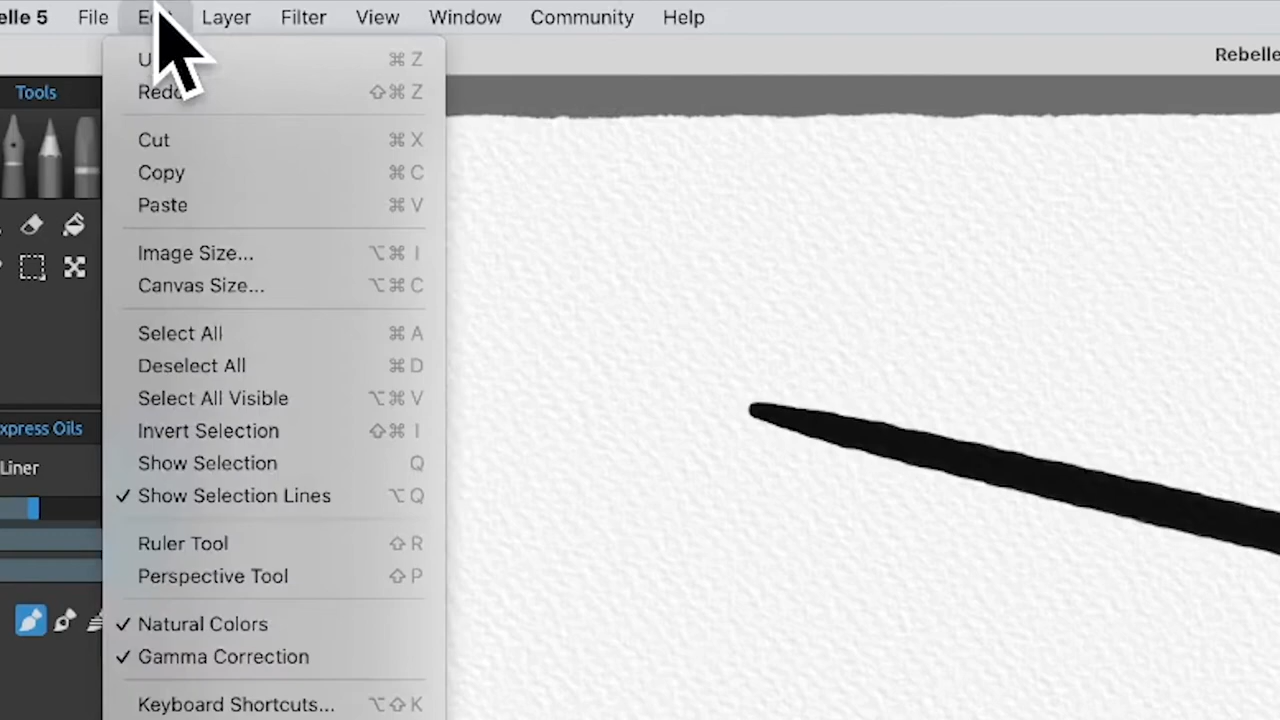 elle 5 File Layer Filter View Window Community Help
Rebelle
Tools
⌘ Z
⇧⌘ Z
Cut ⌘ X
Copy ⌘ C
Paste ⌘ V
Image Size... ⌥⌘ I
Canvas Size... ⌥⌘ C
Select All ⌘ A
Deselect All ⌘ D
Select All Visible ⌥⌘ V
Invert Selection ⇧⌘ I
Show Selection Q
✓ Show Selection Lines ⌥ Q
Ruler Tool ⇧ R
Perspective Tool ⇧ P
✓ Natural Colors
✓ Gamma Correction
Keyboard Shortcuts... ⌥⇧ K
xpress Oils
Liner